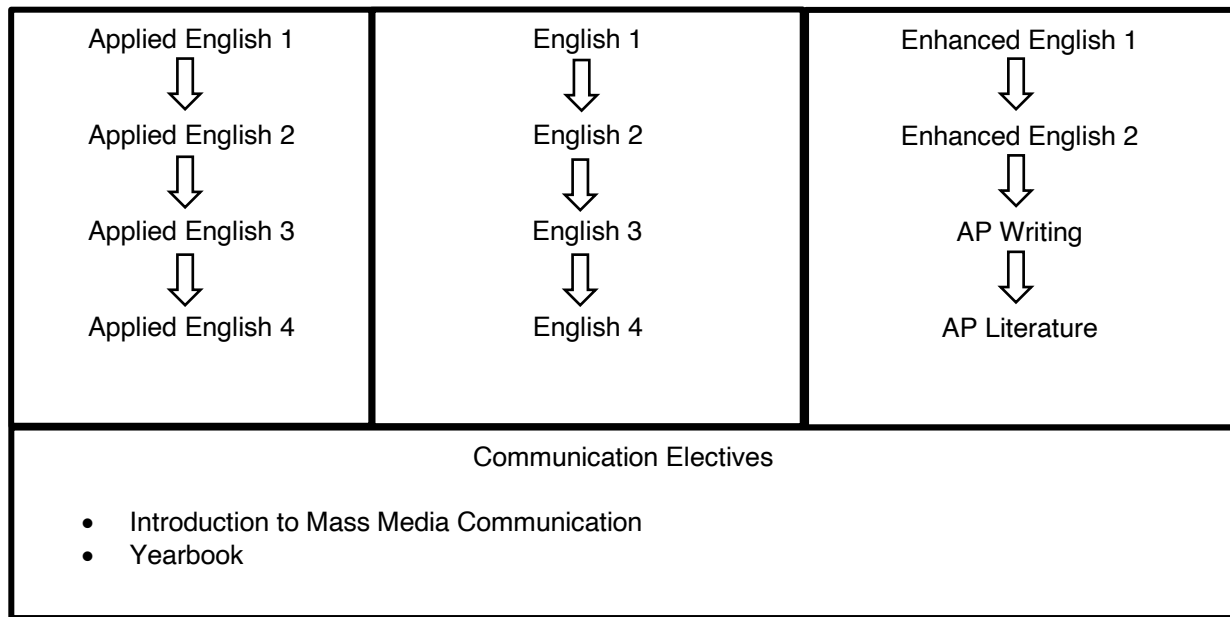 Applied English 1
Applied English 2
Applied English 3
Applied English 4
English 1
English 2
English 3
English 4
Enhanced English 1
Enhanced English 2
AP Writing
AP Literature
Communication Electives
• Introduction to Mass Media Communication
• Yearbook